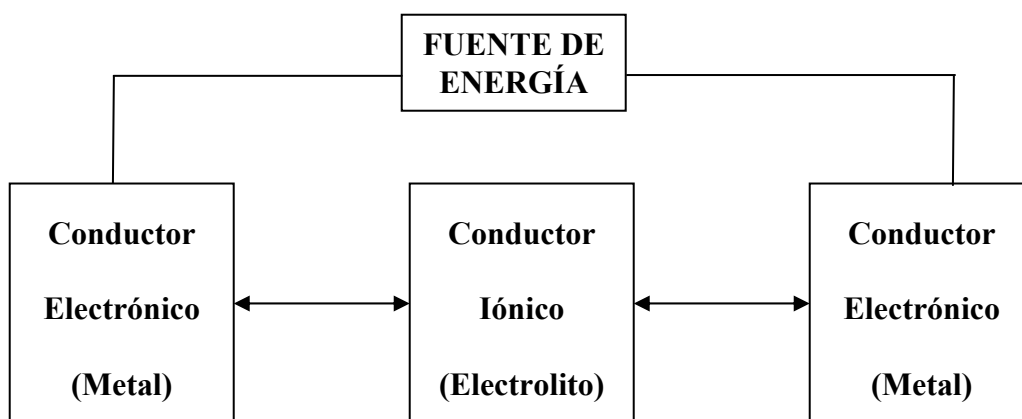 FUENTE DE
ENERGÍA
Conductor
Electrónico
(Metal)
Conductor
Iónico
(Electrolito)
Conductor
Electrónico
(Metal)